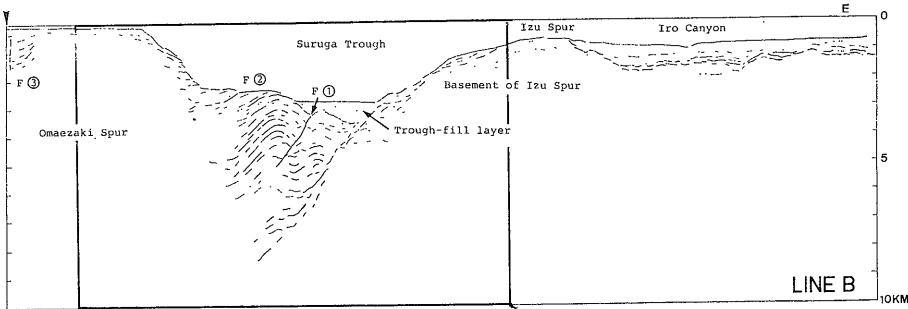 E
0
Izu Spur
Iro Canyon
Suruga Trough
F ③
F ②
F ①
Basement of Izu Spur
Omaezaki Spur
Trough-fill layer
5
LINE B
10KM